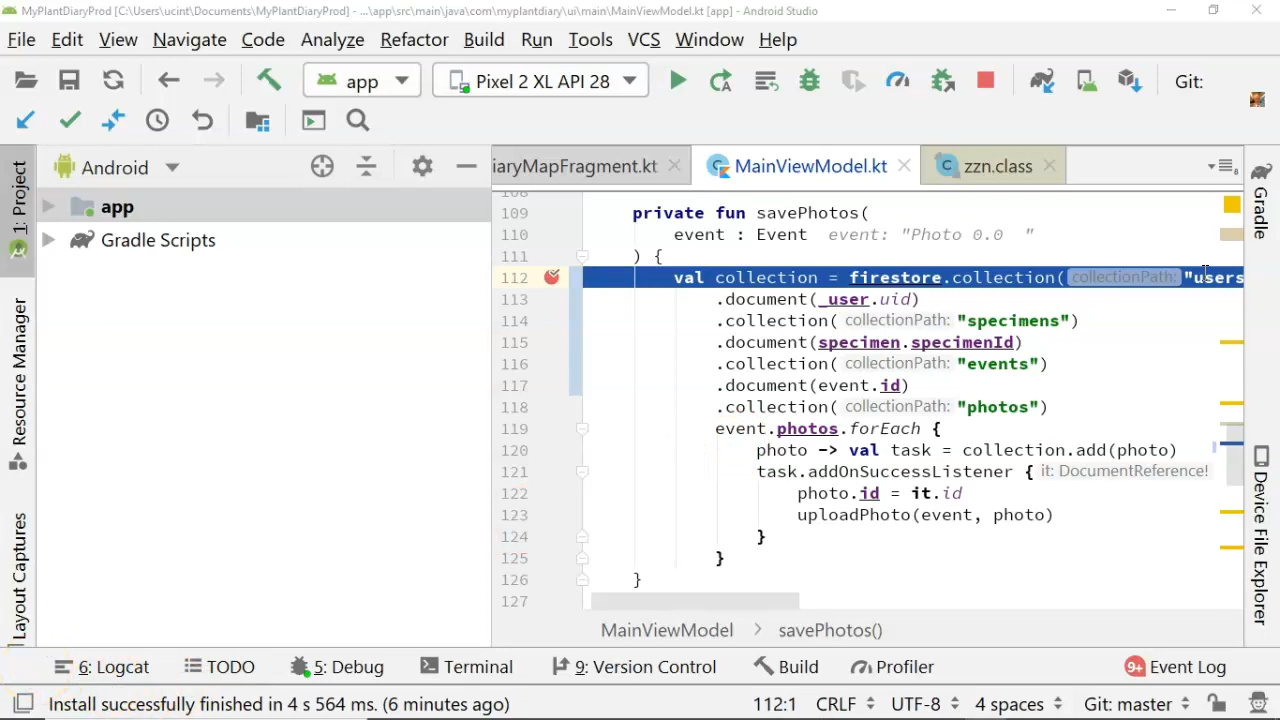 MyPlantDiaryProd [C:\Users\ucint\Documents\MyPlantDiaryProd] - ...\app\src\main\java\com\myplantdiary\ui\main\MainViewModel.kt [app] - Android Studio
File Edit View Navigate Code Analyze Refactor Build Run Tools VCS Window Help
app Pixel 2 XL API 28 Git:
Android
iaryMapFragment.kt MainViewModel.kt zzn.class
1: Project
Resource Manager
Layout Captures
app
Gradle Scripts
108
109 private fun savePhotos(
110 event : Event event: "Photo 0.0 "
111 ) {
112 val collection = firestore.collection( collectionPath: "users
113 .document(_user.uid)
114 .collection( collectionPath: "specimens")
115 .document(specimen.specimenId)
116 .collection( collectionPath: "events")
117 .document(event.id)
118 .collection( collectionPath: "photos")
119 event.photos.forEach {
120 photo -> val task = collection.add(photo)
121 task.addOnSuccessListener { it: DocumentReference!
122 photo.id = it.id
123 uploadPhoto(event, photo)
124 }
125 }
126 }
127
Gradle
Device File Explorer
MainViewModel > savePhotos()
6: Logcat TODO 5: Debug Terminal 9: Version Control Build Profiler 9+ Event Log
Install successfully finished in 4 s 564 ms. (6 minutes ago) 112:1 CRLF UTF-8 4 spaces Git: master